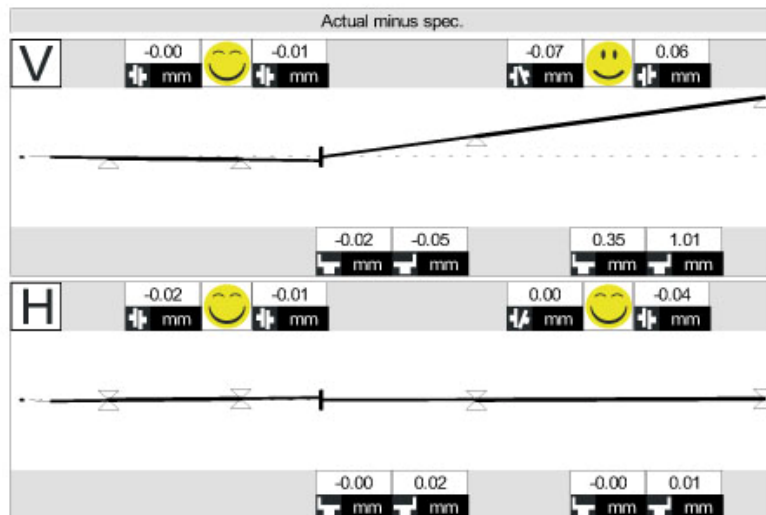 Actual minus spec.
V
-0.00 -0.01 -0.07 0.06
mm mm mm mm
-0.02 -0.05 0.35 1.01
mm mm mm mm
H
-0.02 -0.01 0.00 -0.04
mm mm mm mm
-0.00 0.02 -0.00 0.01
mm mm mm mm